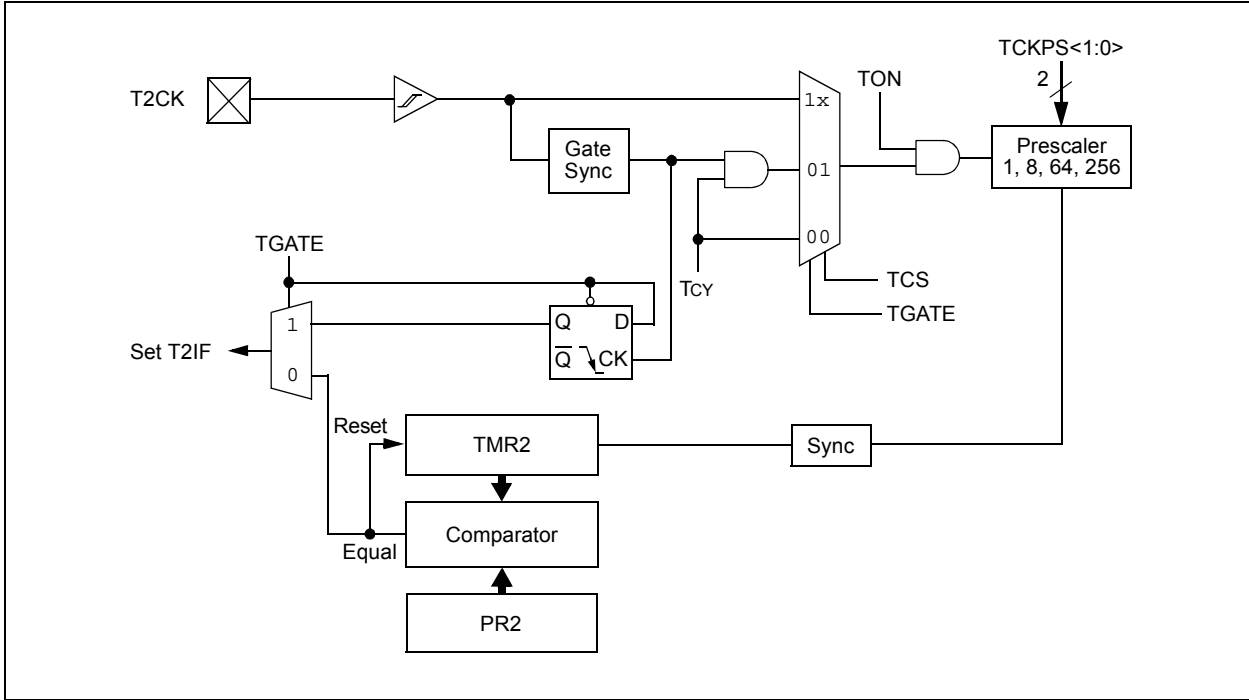 TCKPS<1:0>
2
TON
T2CK
1x
Gate
Sync
01
Prescaler
1, 8, 64, 256
00
TGATE
TCY
TCS
TGATE
1
Q
D
Set T2IF
Q
CK
0
Reset
TMR2
Sync
Comparator
Equal
PR2